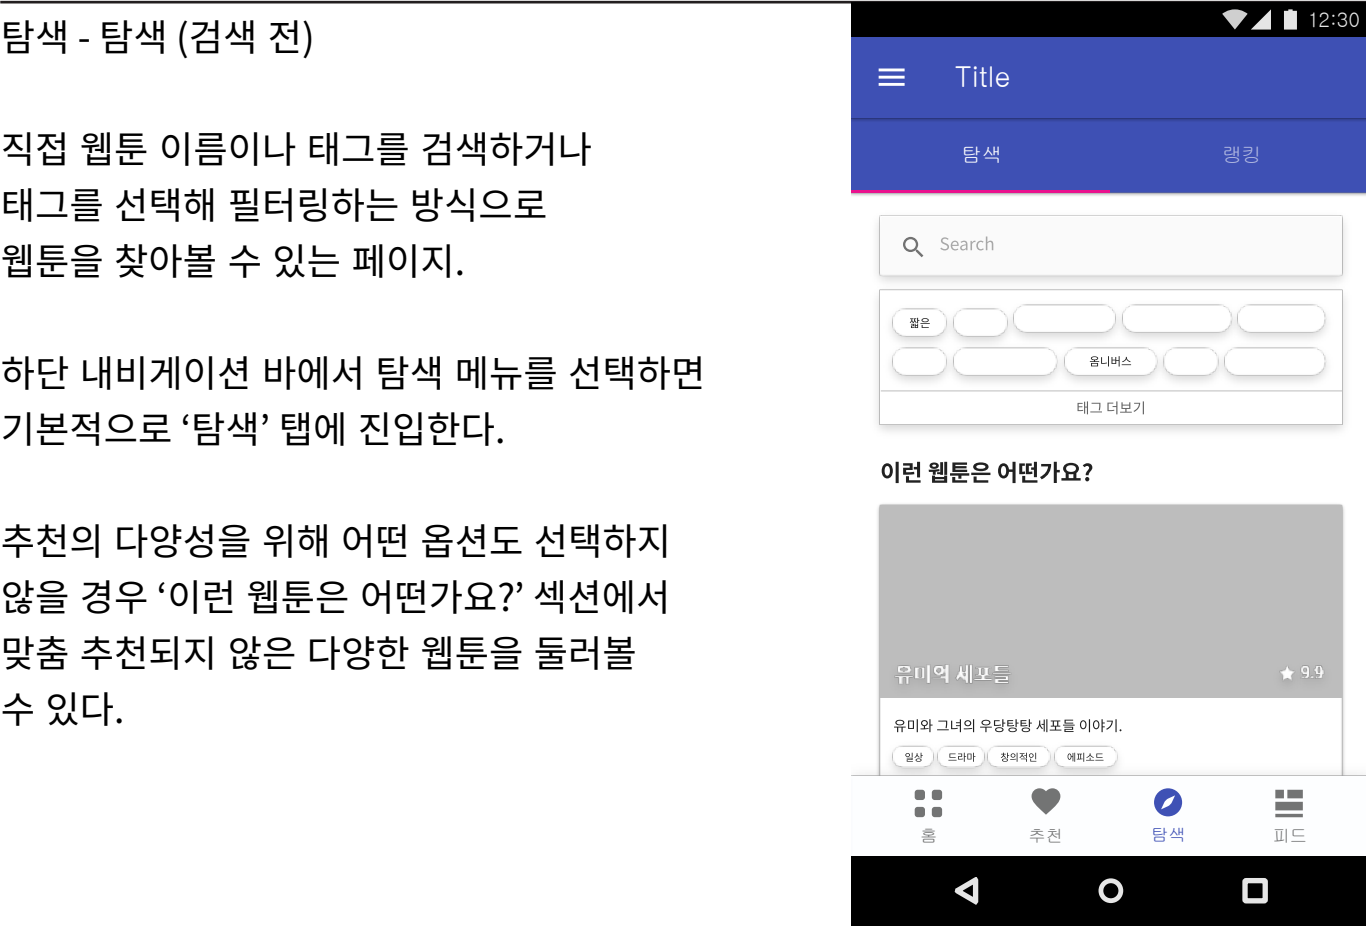 탐색 - 탐색 (검색 전)
직접 웹툰 이름이나 태그를 검색하거나
태그를 선택해 필터링하는 방식으로
웹툰을 찾아볼 수 있는 페이지.
하단 내비게이션 바에서 탐색 메뉴를 선택하면
기본적으로 ‘탐색’ 탭에 진입한다.
추천의 다양성을 위해 어떤 옵션도 선택하지
않을 경우 ‘이런 웹툰은 어떤가요?’ 섹션에서
맞춤 추천되지 않은 다양한 웹툰을 둘러볼
수 있다.
12:30
Title
탐색 랭킹
Search
짧은
옴니버스
태그 더보기
이런 웹툰은 어떤가요?
유미의 세포들 9.9
유미와 그녀의 우당탕탕 세포들 이야기.
일상 드라마 창의적인 에피소드
홈 추천 탐색 피드